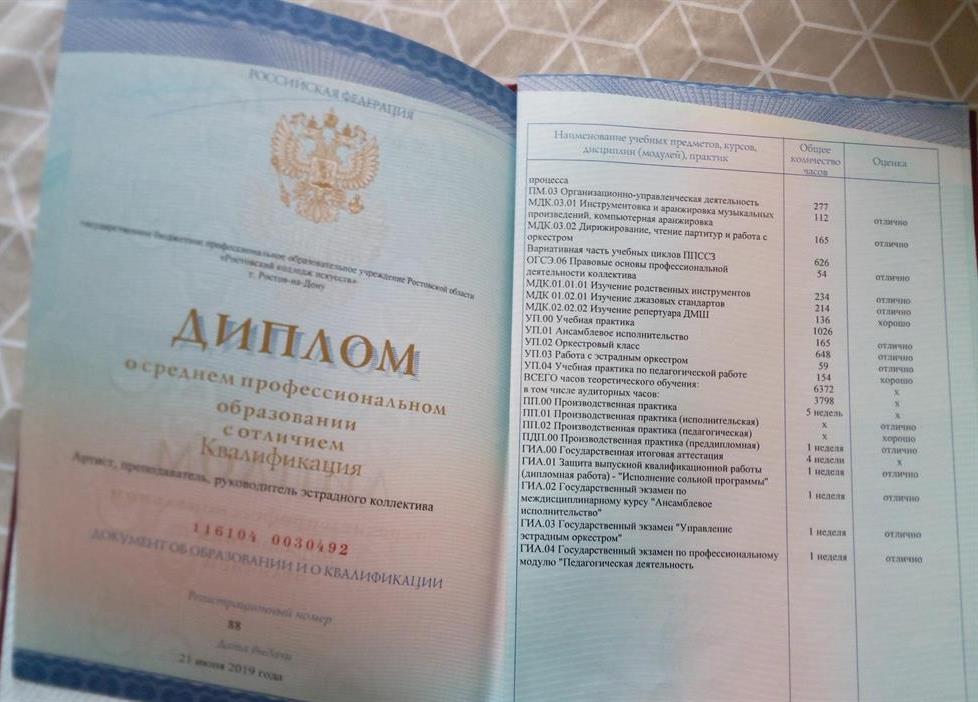 РОССИЙСКАЯ ФЕДЕРАЦИЯ
государственное бюджетное профессиональное образовательное учреждение Ростовской области
«Ростовский колледж искусств»
г. Ростов-на-Дону
ДИПЛОМ
о среднем профессиональном
образовании
с отличием
Квалификация
Артист, преподаватель, руководитель эстрадного коллектива
116104 0030492
ДОКУМЕНТ ОБ ОБРАЗОВАНИИ И О КВАЛИФИКАЦИИ
Регистрационный номер
88
Дата выдачи
21 июня 2019 года
Наименование учебных предметов, курсов,
дисциплин (модулей), практик
Общее
количество
часов
Оценка
процесса
ПМ.03 Организационно-управленческая деятельность 277
МДК.03.01 Инструментовка и аранжировка музыкальных 112
произведений, компьютерная аранжировка отлично
МДК.03.02 Дирижирование, чтение партитур и работа с 165
оркестром отлично
Вариативная часть учебных циклов ППССЗ 626
ОГСЭ.06 Правовые основы профессиональной 54
деятельности коллектива отлично
МДК.01.01.01 Изучение родственных инструментов 234 отлично
МДК 01.02.01 Изучение джазовых стандартов 214 отлично
МДК.02.02.02 Изучение репертуара ДМШ 136 хорошо
УП.00 Учебная практика 1026
УП.01 Ансамблевое исполнительство 165 отлично
УП.02 Оркестровый класс 648 отлично
УП.03 Работа с эстрадным оркестром 59 отлично
УП.04 Учебная практика по педагогической работе 154 хорошо
ВСЕГО часов теоретического обучения: 6372 х
в том числе аудиторных часов: 3798 х
ПП.00 Производственная практика 5 недель х
ПП.01 Производственная практика (исполнительская) х отлично
ПП.02 Производственная практика (педагогическая) х хорошо
ПДП.00 Производственная практика (преддипломная) 1 неделя отлично
ГИА.00 Государственная итоговая аттестация 4 недели х
ГИА.01 Защита выпускной квалификационной работы 1 неделя отлично
(дипломная работа) - "Исполнение сольной программы"
ГИА.02 Государственный экзамен по
междисциплинарному курсу "Ансамблевое 1 неделя отлично
исполнительство"
ГИА.03 Государственный экзамен "Управление
эстрадным оркестром" 1 неделя отлично
ГИА.04 Государственный экзамен по профессиональному
модулю "Педагогическая деятельность 1 неделя отлично